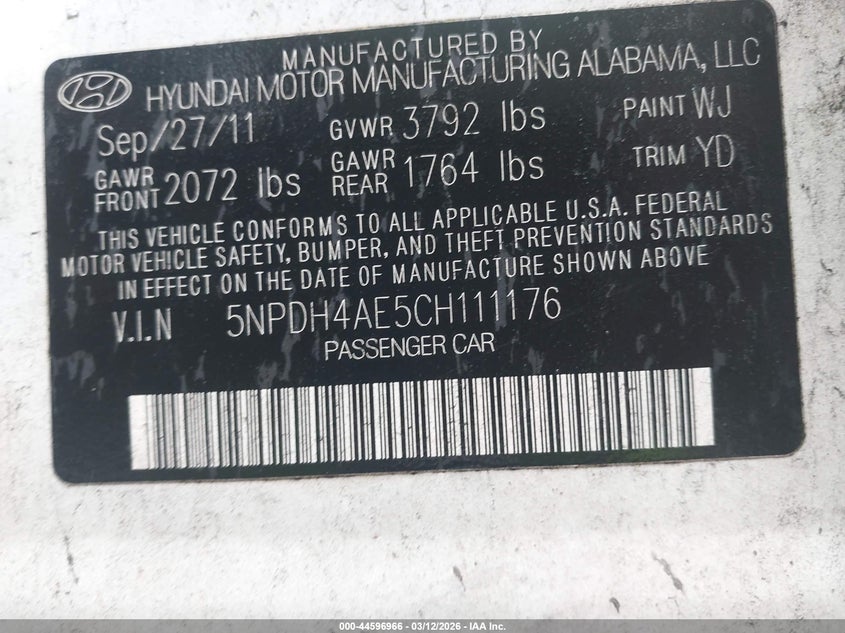 MANUFACTURED BY
HYUNDAI MOTOR MANUFACTURING ALABAMA, LLC
Sep/27/11 GVWR 3792 lbs PAINT WJ
GAWR FRONT 2072 lbs GAWR REAR 1764 lbs TRIM YD
THIS VEHICLE CONFORMS TO ALL APPLICABLE U.S.A. FEDERAL
MOTOR VEHICLE SAFETY, BUMPER, AND THEFT PREVENTION STANDARDS
IN EFFECT ON THE DATE OF MANUFACTURE SHOWN ABOVE
V.I.N 5NPDH4AE5CH111176
PASSENGER CAR
000-44596966 - 03/12/2026 - IAA Inc.